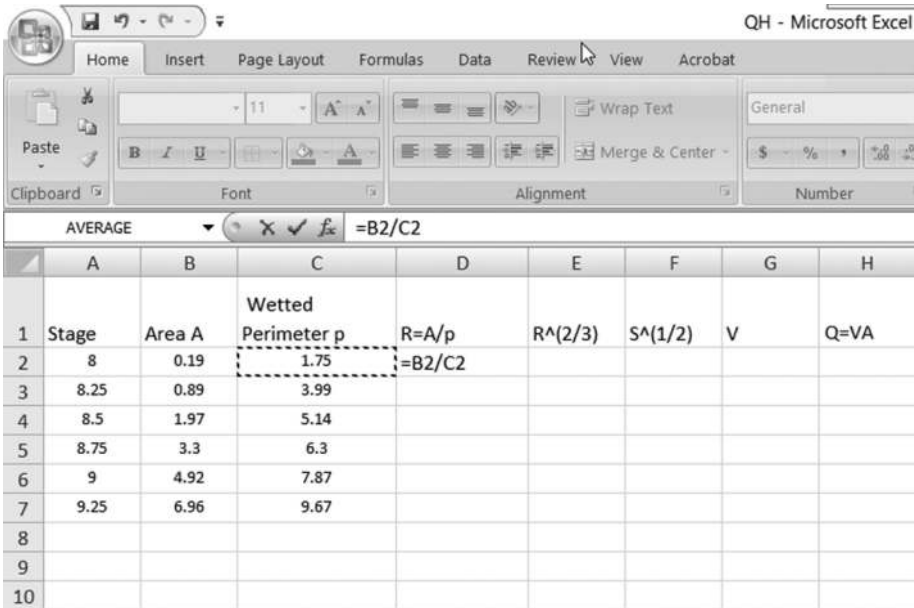 QH - Microsoft Excel
Home Insert Page Layout Formulas Data Review View Acrobat
11 A A Wrap Text General
Paste B I U A Merge & Center $ % , .00
Clipboard Font Alignment Number
AVERAGE fx =B2/C2
A B C D E F G H
1 Stage Area A Wetted Perimeter p R=A/p R^(2/3) S^(1/2) V Q=VA
2 8 0.19 1.75 =B2/C2
3 8.25 0.89 3.99
4 8.5 1.97 5.14
5 8.75 3.3 6.3
6 9 4.92 7.87
7 9.25 6.96 9.67
8
9
10